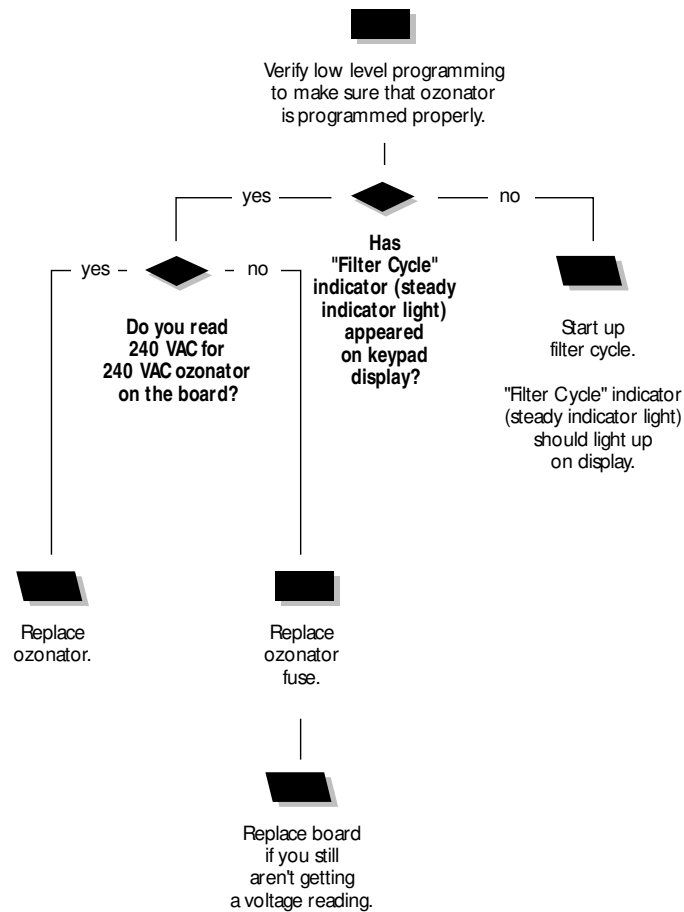 Verify low level programming
to make sure that ozonator
is programmed properly.
yes
no
Has
"Filter Cycle"
indicator (steady
indicator light)
appeared
on keypad
display?
yes
no
Do you read
240 VAC for
240 VAC ozonator
on the board?
Start up
filter cycle.
"Filter Cycle" indicator
(steady indicator light)
should light up
on display.
Replace
ozonator.
Replace
ozonator
fuse.
Replace board
if you still
aren't getting
a voltage reading.